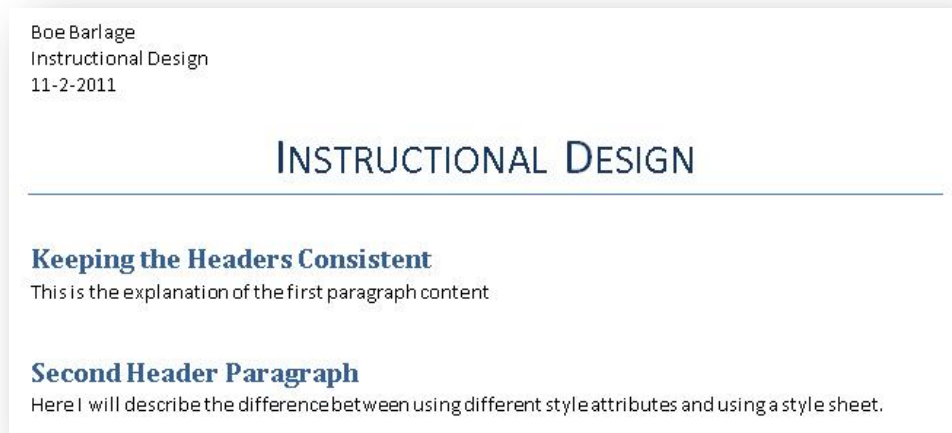 Boe Barlage
Instructional Design
11-2-2011
INSTRUCTIONAL DESIGN
Keeping the Headers Consistent
This is the explanation of the first paragraph content
Second Header Paragraph
Here I will describe the difference between using different style attributes and using a style sheet.